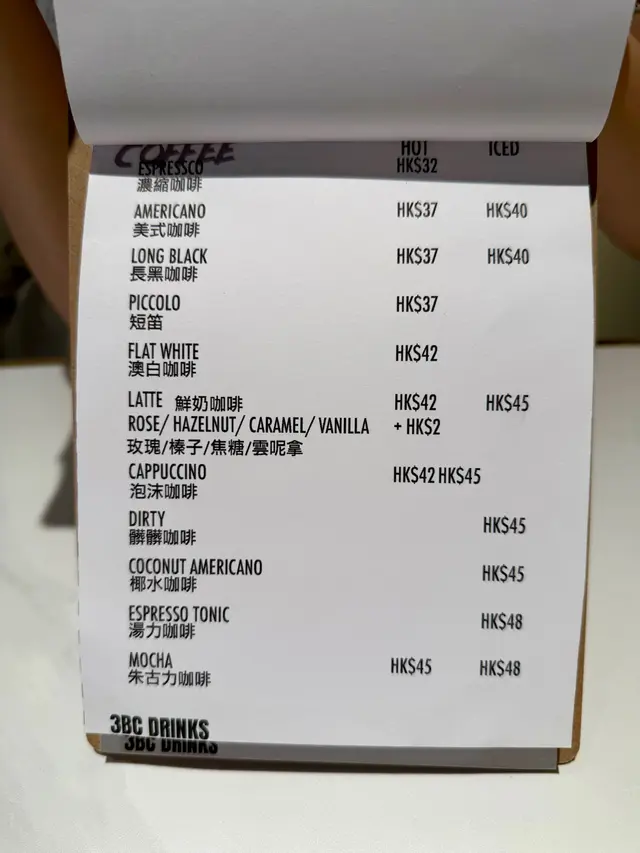 COFFEE HOT ICED
ESPRESSCO HK$32
濃縮咖啡
AMERICANO HK$37 HK$40
美式咖啡
LONG BLACK HK$37 HK$40
長黑咖啡
PICCOLO HK$37
短笛
FLAT WHITE HK$42
澳白咖啡
LATTE 鮮奶咖啡 HK$42 HK$45
ROSE/ HAZELNUT/ CARAMEL/ VANILLA + HK$2
玫瑰/榛子/焦糖/雲呢拿
CAPPUCCINO HK$42 HK$45
泡沫咖啡
DIRTY HK$45
髒髒咖啡
COCONUT AMERICANO HK$45
椰水咖啡
ESPRESSO TONIC HK$48
湯力咖啡
MOCHA HK$45 HK$48
朱古力咖啡
3BC DRINKS
3BC DRINKS